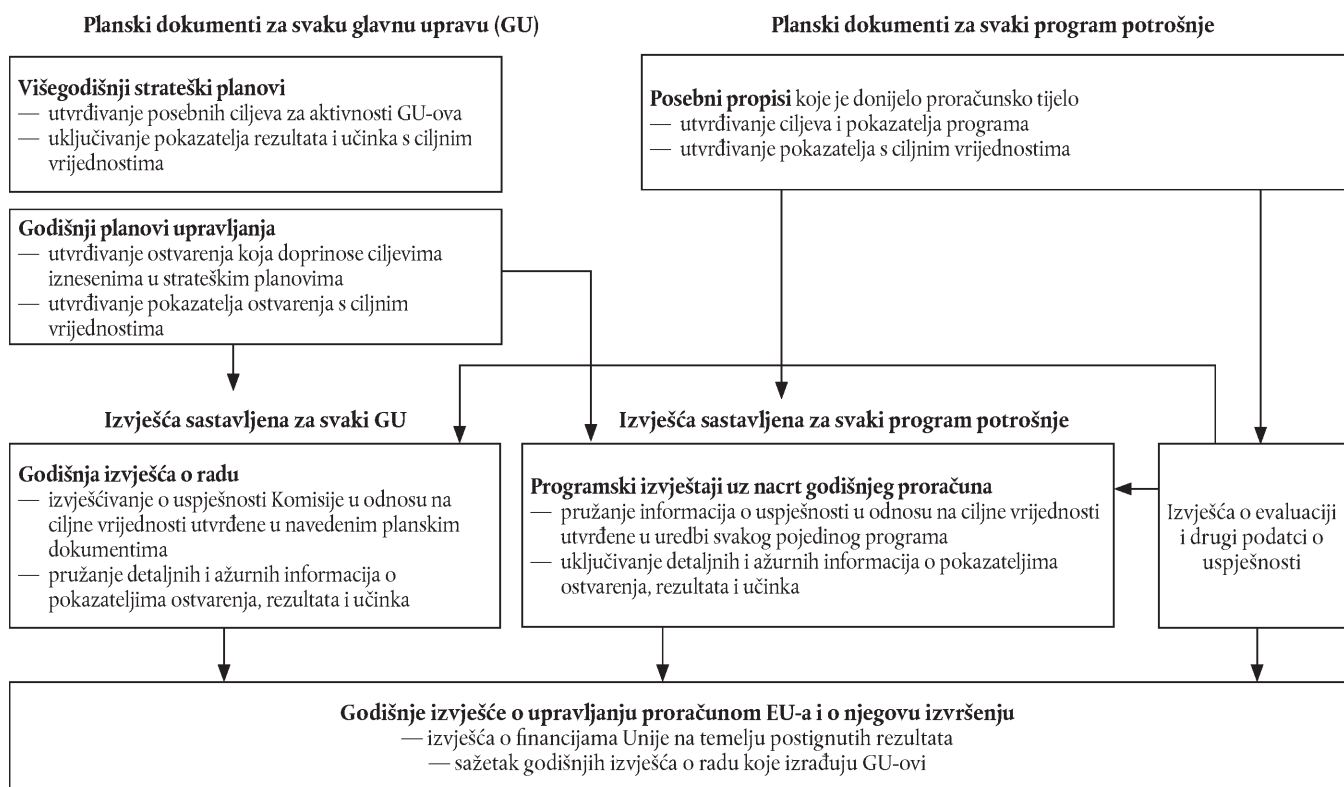 Planski dokumenti za svaku glavnu upravu (GU)
Planski dokumenti za svaki program potrošnje
Višegodišnji strateški planovi
— utvrđivanje posebnih ciljeva za aktivnosti GU-ova
— uključivanje pokazatelja rezultata i učinka s ciljnim
vrijednostima
Posebni propisi koje je donijelo proračunsko tijelo
— utvrđivanje ciljeva i pokazatelja programa
— utvrđivanje pokazatelja s ciljnim vrijednostima
Godišnji planovi upravljanja
— utvrđivanje ostvarenja koja doprinose ciljevima
iznesenima u strateškim planovima
— utvrđivanje pokazatelja ostvarenja s ciljnim
vrijednostima
Izvješća sastavljena za svaki GU
Izvješća sastavljena za svaki program potrošnje
Godišnja izvješća o radu
— izvješćivanje o uspješnosti Komisije u odnosu na
ciljne vrijednosti utvrđene u navedenim planskim
dokumentima
— pružanje detaljnih i ažurnih informacija o
pokazateljima ostvarenja, rezultata i učinka
Programski izvještaji uz nacrt godišnjeg proračuna
— pružanje informacija o uspješnosti u odnosu na ciljne vrijednosti
utvrđene u uredbi svakog pojedinog programa
— uključivanje detaljnih i ažurnih informacija o pokazateljima
ostvarenja, rezultata i učinka
Izvješća o evaluaciji
i drugi podatci o
uspješnosti
Godišnje izvješće o upravljanju proračunom EU-a i o njegovu izvršenju
— izvješća o financijama Unije na temelju postignutih rezultata
— sažetak godišnjih izvješća o radu koje izrađuju GU-ovi